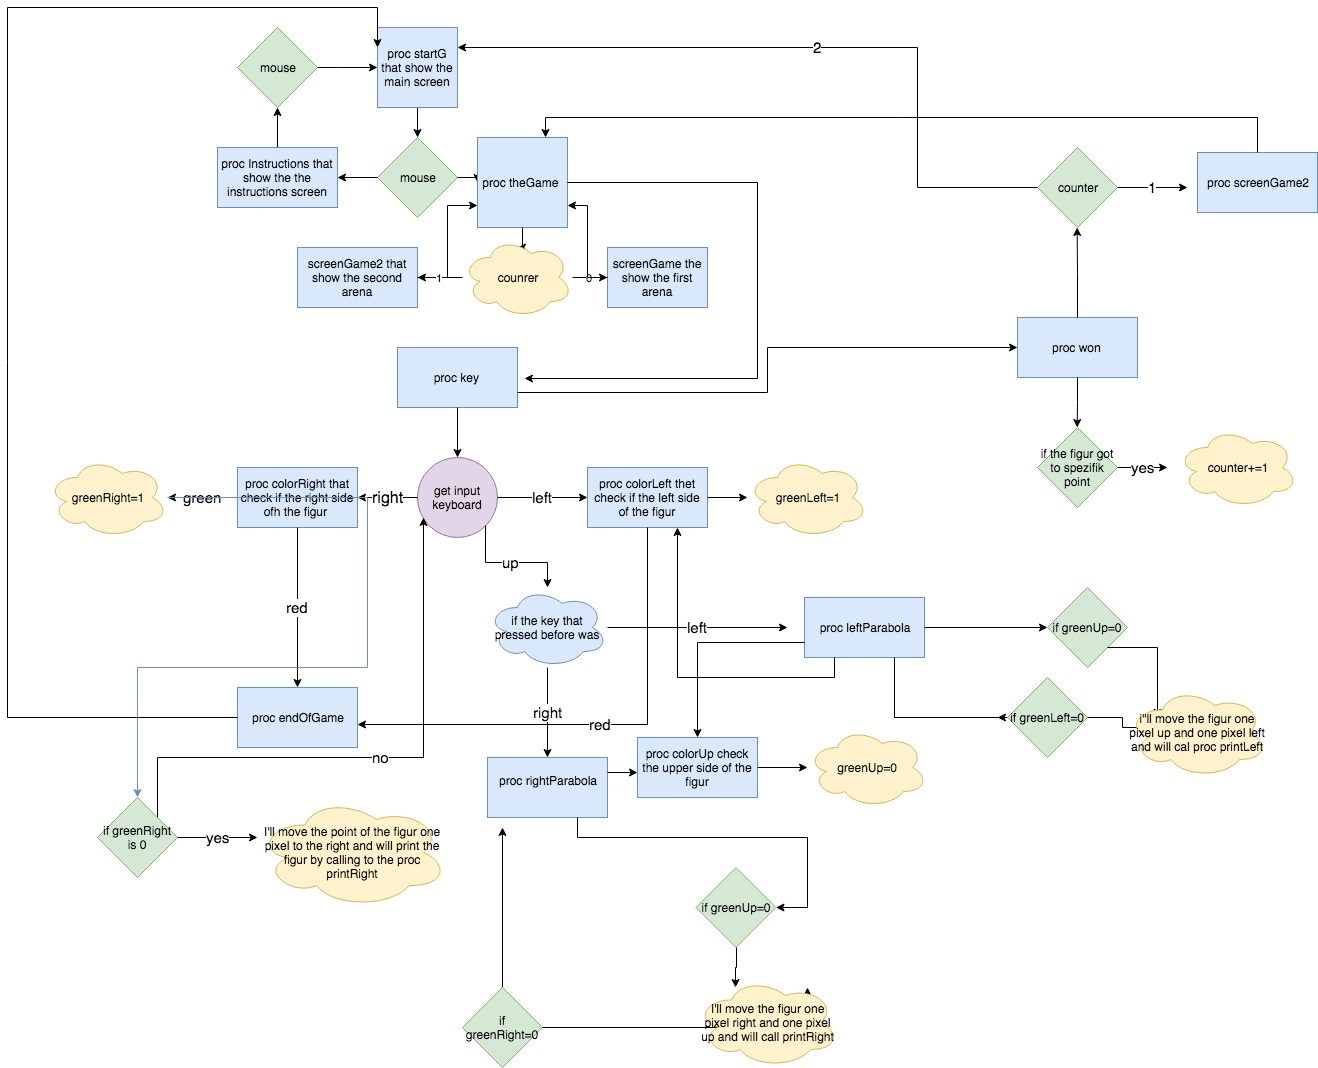 2
proc startG
that show the
main screen
mouse
proc Instructions that
show the the
instructions screen
mouse
proc theGame
counter
1
proc screenGame2
screenGame2 that
show the second
arena
1
counrer
0
screenGame the
show the first
arena
proc key
proc won
if the figur got
to spezifik
point
yes
counter+=1
greenRight=1
green
proc colorRight that
check if the right side
ofh the figur
right
get input
keyboard
left
proc colorLeft thet
check if the left side
of the figur
greenLeft=1
up
red
if the key that
pressed before was
left
proc leftParabola
if greenUp=0
right
red
proc endOfGame
if greenLeft=0
i"ll move the figur one
pixel up and one pixel left
and will cal proc printLeft
no
proc rightParabola
proc colorUp check
the upper side of the
figur
greenUp=0
if greenRight
is 0
yes
I'll move the point of the figur one
pixel to the right and will print the
figur by calling to the proc
printRight
if greenUp=0
if
greenRight=0
I'll move the figur one
pixel right and one pixel
up and will call printRight